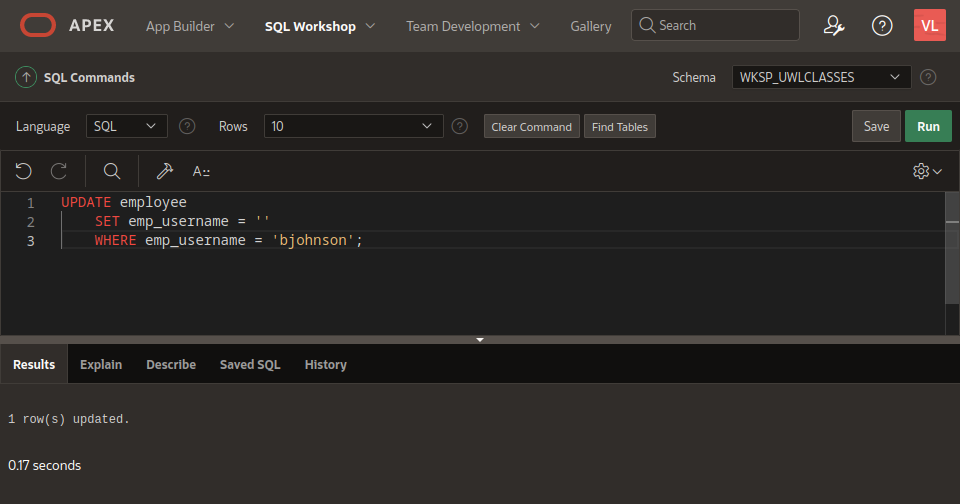 APEX App Builder SQL Workshop Team Development Gallery Search VL
SQL Commands Schema WKSP_UWLCLASSES ?
Language SQL ? Rows 10 ? Clear Command Find Tables Save Run
A::
1 UPDATE employee
2 SET emp_username = ''
3 WHERE emp_username = 'bjohnson';
Results Explain Describe Saved SQL History
1 row(s) updated.
0.17 seconds